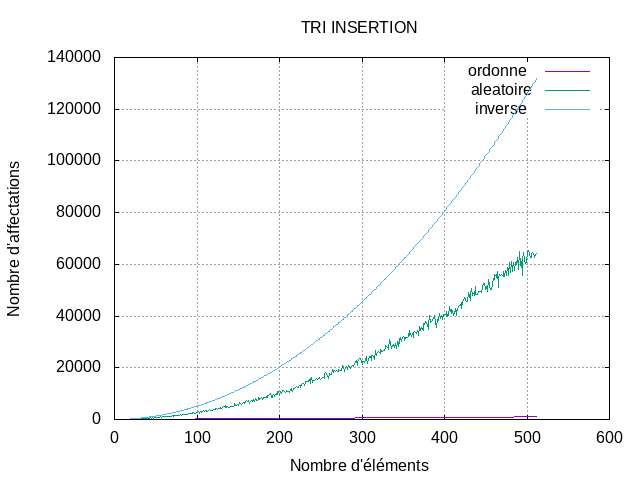 TRI INSERTION
140000
120000
100000
80000
60000
40000
20000
0
0 100 200 300 400 500 600
Nombre d'affectations
Nombre d'éléments
ordonne
aleatoire
inverse